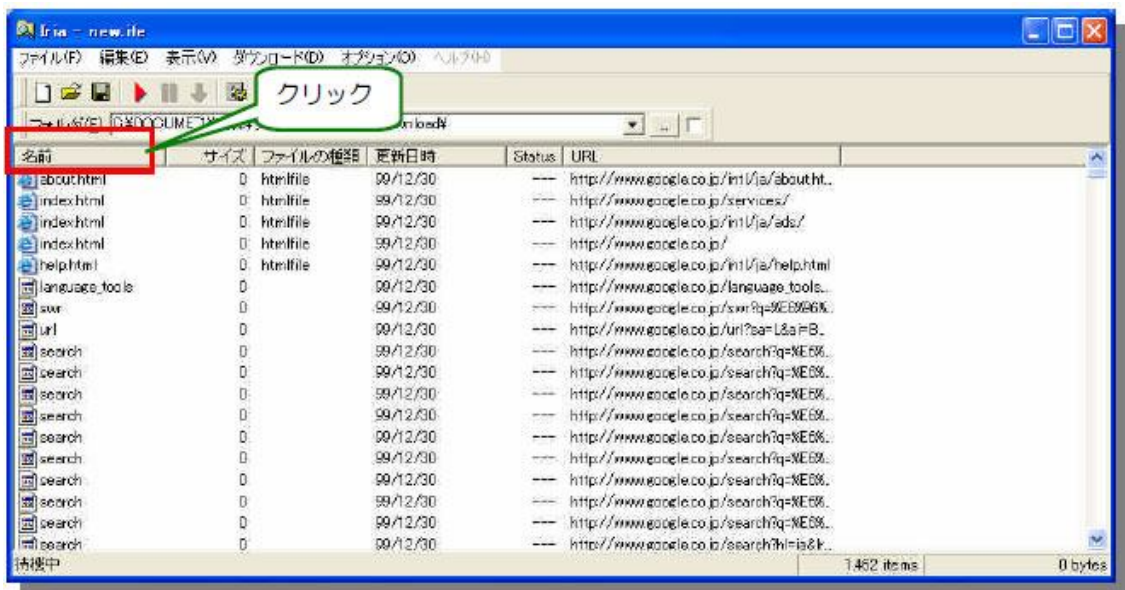 Iria - new.ife
ファイル(F) 編集(E) 表示(V) ダウンロード(D) オプション(O) ヘルプ(H)
クリック
フォルダ(F) nload¥
名前 サイズ ファイルの種類 更新日時 Status URL
about.html 0 htmlfile 99/12/30 --- http://www.google.co.jp/intl/ja/about.ht...
index.html 0 htmlfile 99/12/30 --- http://www.google.co.jp/services/
index.html 0 htmlfile 99/12/30 --- http://www.google.co.jp/intl/ja/ads/
index.html 0 htmlfile 99/12/30 --- http://www.google.co.jp/
help.html 0 htmlfile 99/12/30 --- http://www.google.co.jp/intl/ja/help.html
language_tools 0 99/12/30 --- http://www.google.co.jp/language_tools...
swr 0 99/12/30 --- http://www.google.co.jp/swr?q=%E6%96%...
url 0 99/12/30 --- http://www.google.co.jp/url?sa=L&ai=B...
search 0 99/12/30 --- http://www.google.co.jp/search?q=%E6%...
search 0 99/12/30 --- http://www.google.co.jp/search?q=%E6%...
search 0 99/12/30 --- http://www.google.co.jp/search?q=%E6%...
search 0 99/12/30 --- http://www.google.co.jp/search?q=%E6%...
search 0 99/12/30 --- http://www.google.co.jp/search?q=%E6%...
search 0 99/12/30 --- http://www.google.co.jp/search?q=%E6%...
search 0 99/12/30 --- http://www.google.co.jp/search?q=%E6%...
search 0 99/12/30 --- http://www.google.co.jp/search?q=%E6%...
search 0 99/12/30 --- http://www.google.co.jp/search?q=%E6%...
search 0 99/12/30 --- http://www.google.co.jp/search?hl=ja&lr...
待機中 1462 items 0 bytes